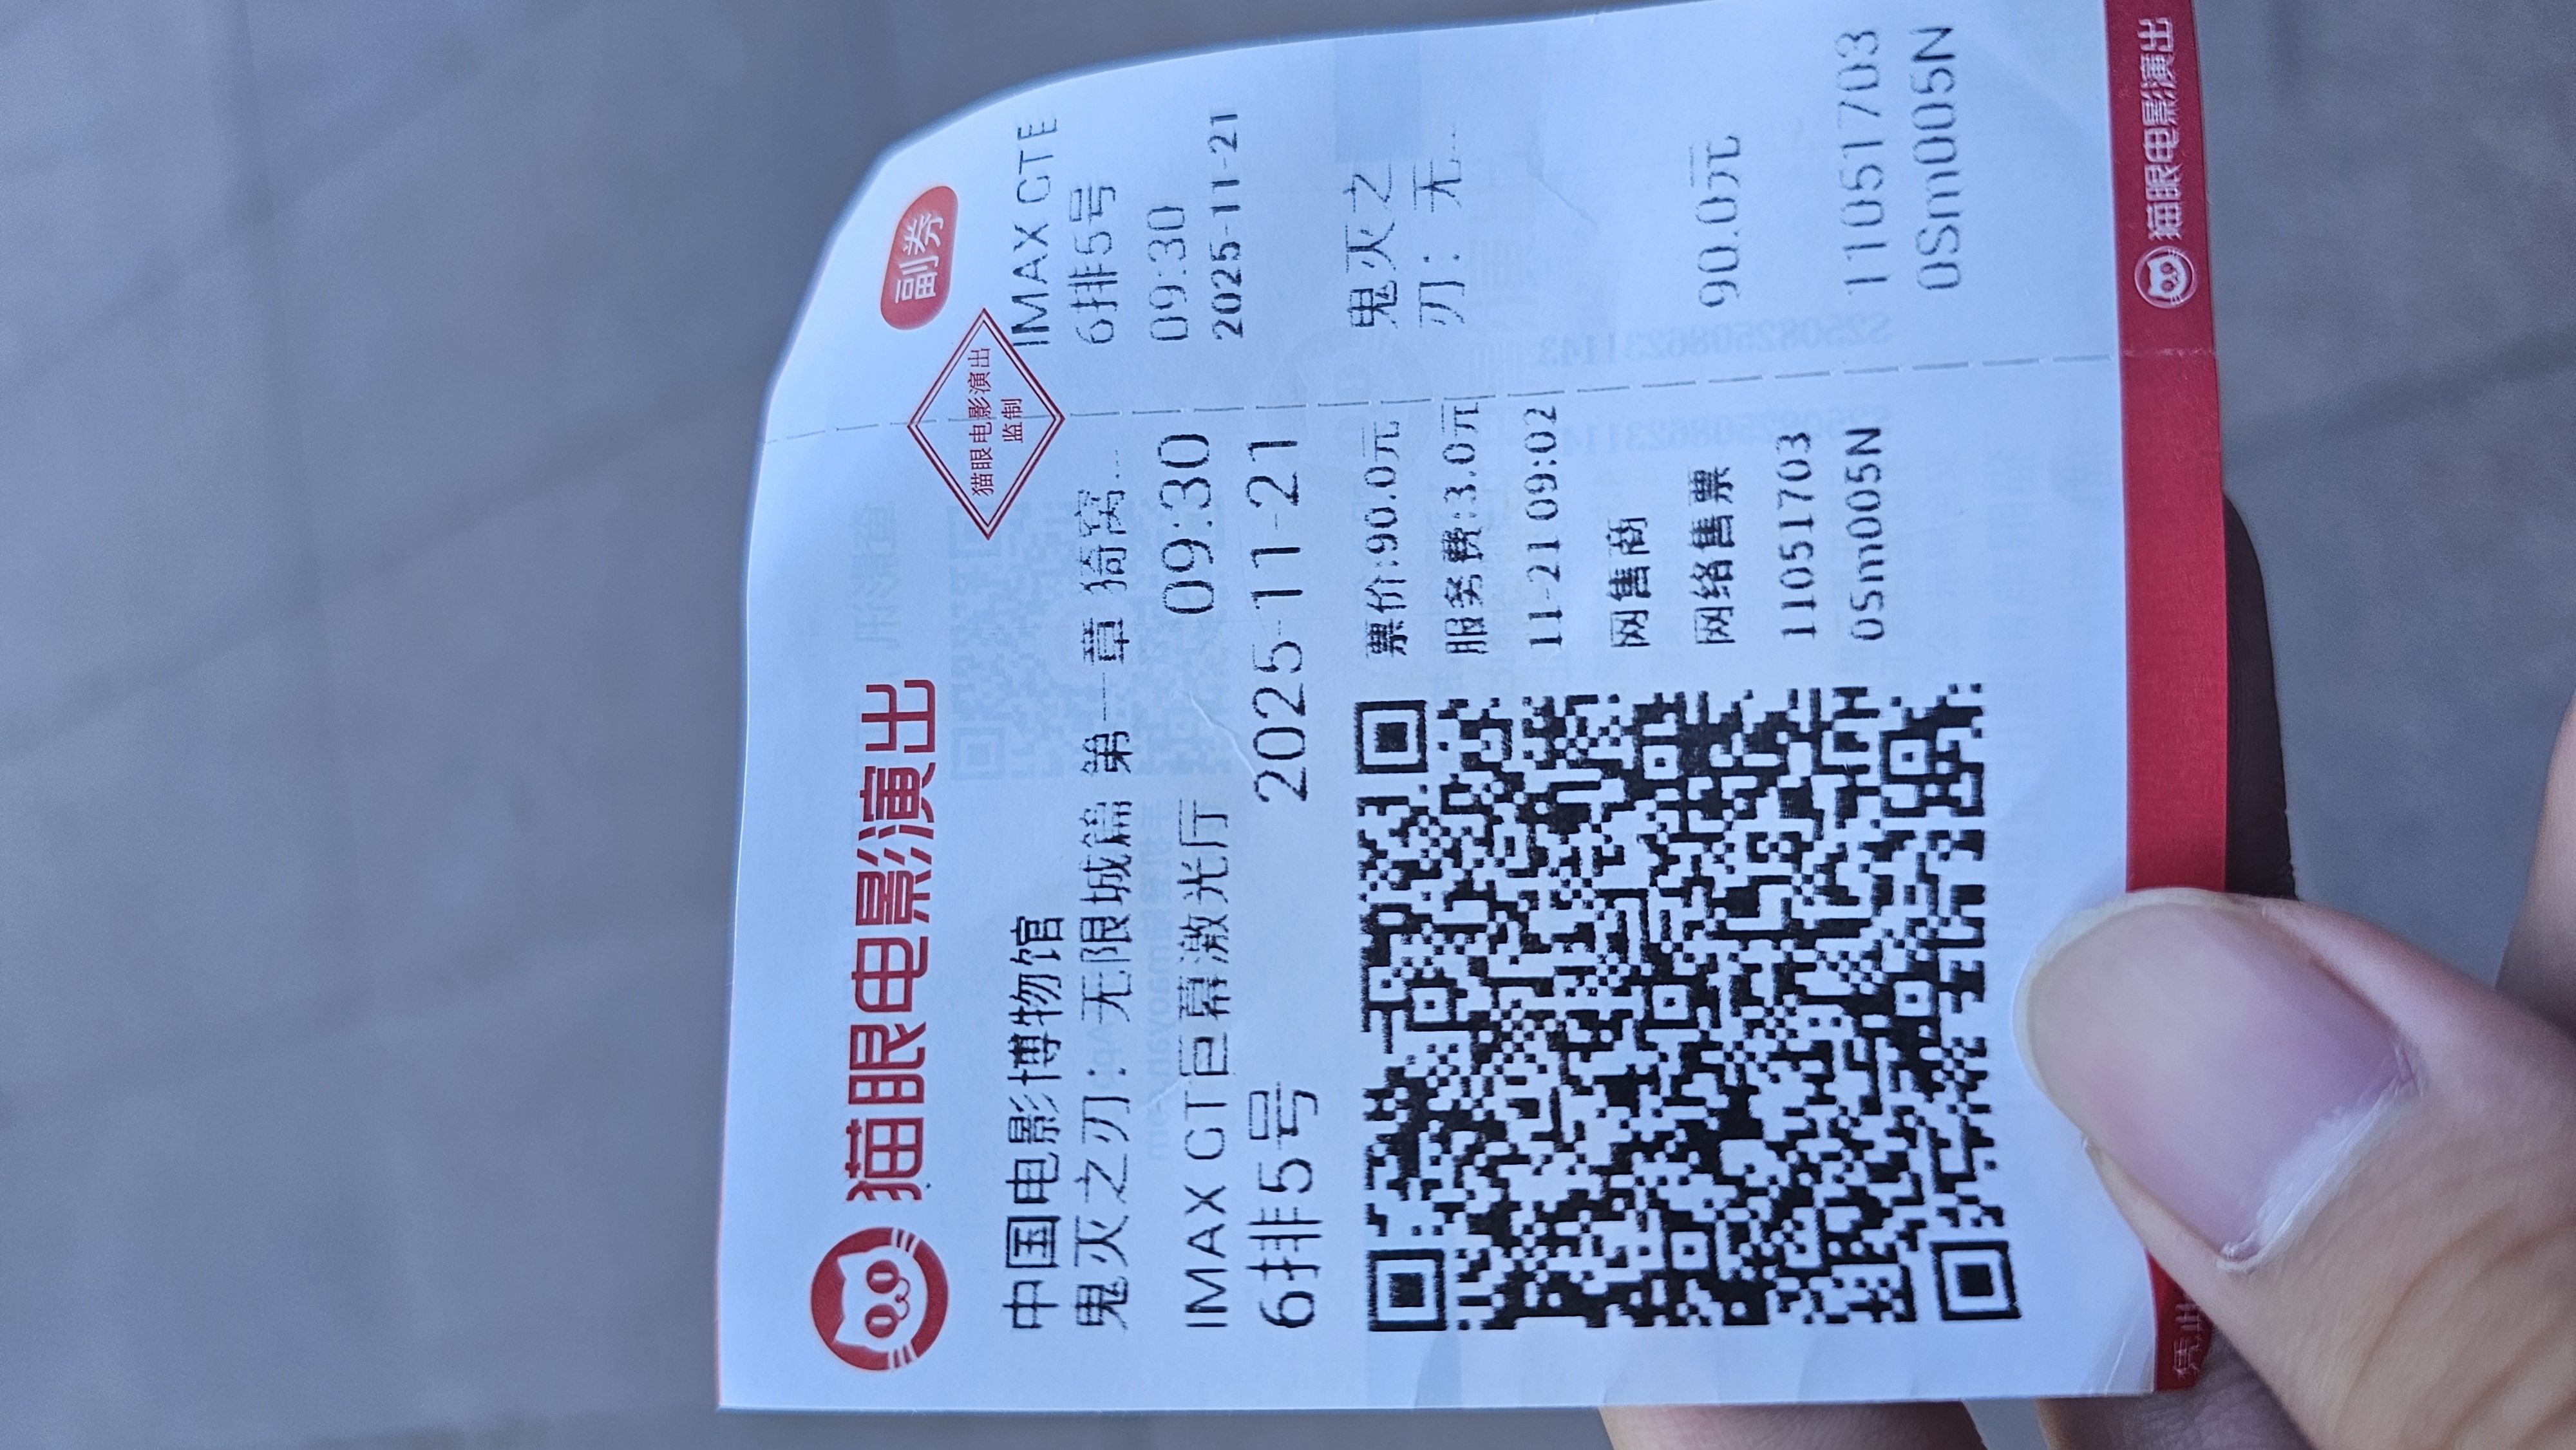 猫眼电影演出
中国电影博物馆
鬼灭之刃：无限城篇 第一章 猗窝...
IMAX GT巨幕激光厅 09:30
6排5号 2025-11-21
票价:90.0元
服务费:3.0元
11-21 09:02
网售商
网络售票
11051703
0Sm005N
猫眼电影演出
监制
副券
IMAX GTE
6排5号
09:30
2025-11-21
鬼灭之
刃：无...
90.0元
11051703
0Sm005N
猫眼电影演出